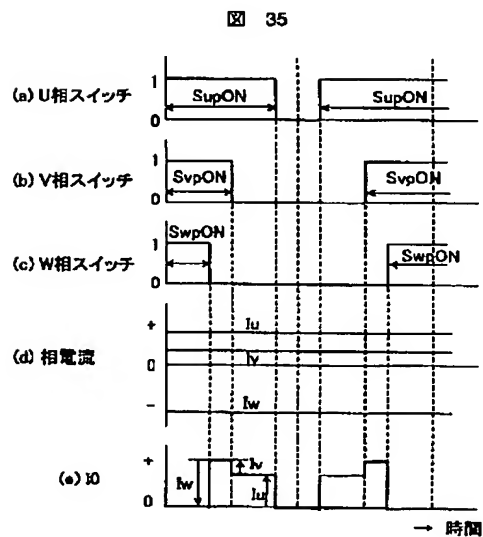 図 35
(a) U相スイッチ
1
0
SupON
SupON
(b) V相スイッチ
1
0
SvpON
SvpON
(c) W相スイッチ
1
0
SwpON
SwpON
(d) 相電流
+
0
−
Iu
Iv
Iw
(e) I0
+
0
Iw
Iv
Iu
→ 時間